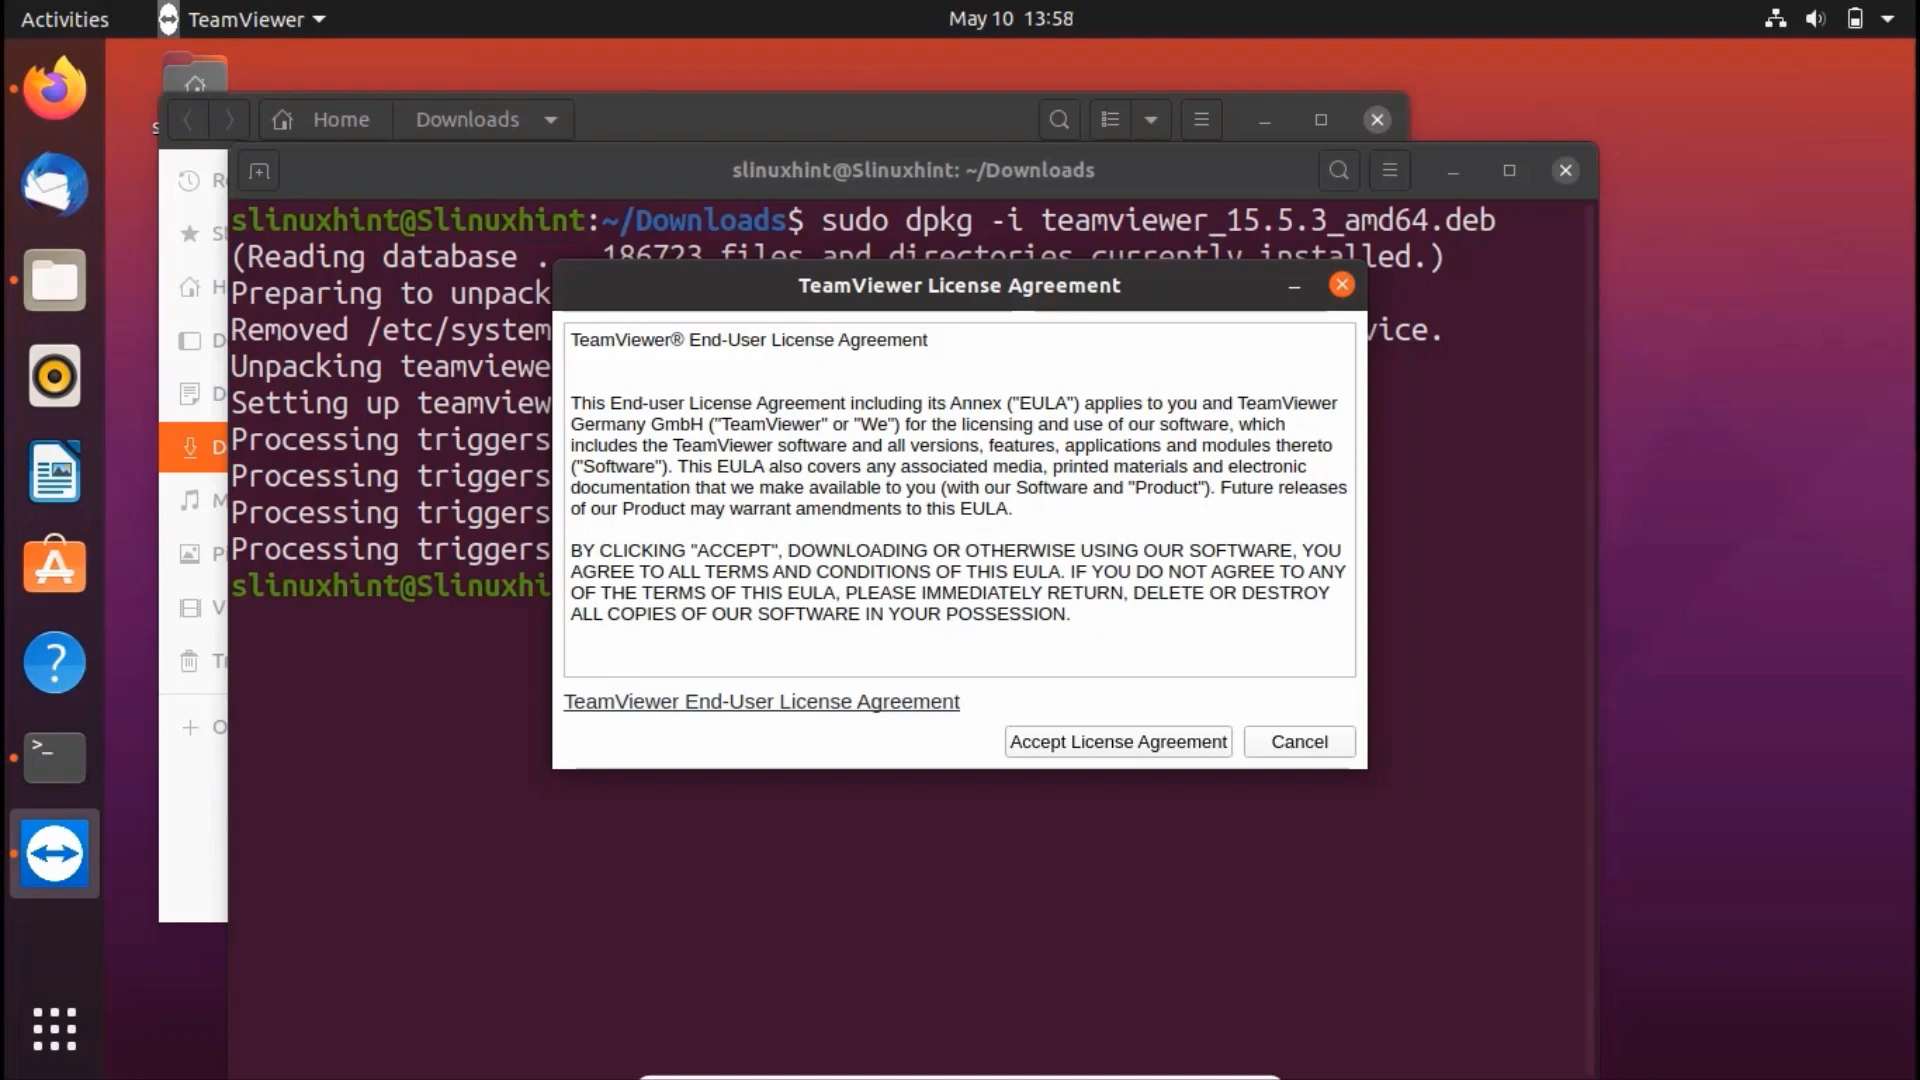 Activities
TeamViewer
May 10 13:58
Home
Downloads
slinuxhint@Slinuxhint: ~/Downloads
slinuxhint@Slinuxhint:~/Downloads$ sudo dpkg -i teamviewer_15.5.3_amd64.deb
(Reading database . 186723 files and directories currently installed.)
Preparing to unpack
Removed /etc/system vice.
Unpacking teamviewe
Setting up teamview
Processing triggers
Processing triggers
Processing triggers
Processing triggers
slinuxhint@Slinuxhi
TeamViewer License Agreement
TeamViewer® End-User License Agreement
This End-user License Agreement including its Annex ("EULA") applies to you and TeamViewer
Germany GmbH ("TeamViewer" or "We") for the licensing and use of our software, which
includes the TeamViewer software and all versions, features, applications and modules thereto
("Software"). This EULA also covers any associated media, printed materials and electronic
documentation that we make available to you (with our Software and "Product"). Future releases
of our Product may warrant amendments to this EULA.
BY CLICKING "ACCEPT", DOWNLOADING OR OTHERWISE USING OUR SOFTWARE, YOU
AGREE TO ALL TERMS AND CONDITIONS OF THIS EULA. IF YOU DO NOT AGREE TO ANY
OF THE TERMS OF THIS EULA, PLEASE IMMEDIATELY RETURN, DELETE OR DESTROY
ALL COPIES OF OUR SOFTWARE IN YOUR POSSESSION.
TeamViewer End-User License Agreement
Accept License Agreement
Cancel